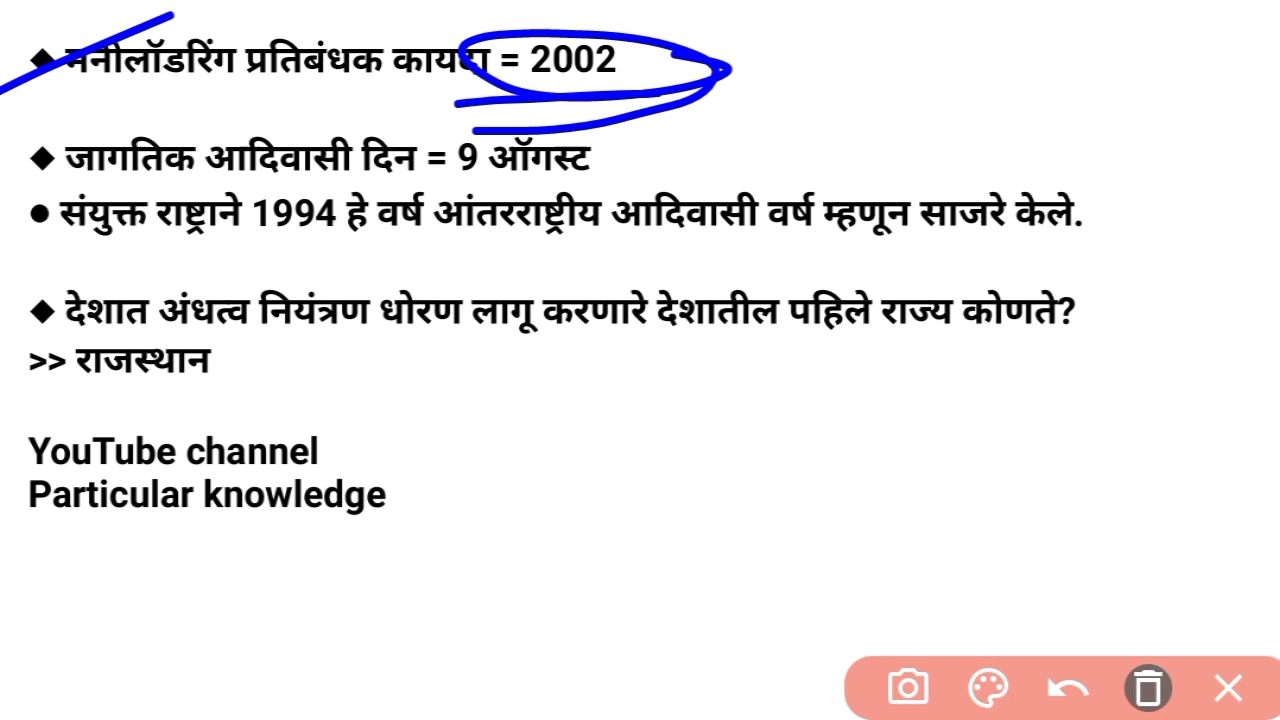 ◆ मनीलॉडरिंग प्रतिबंधक कायदा = 2002
◆ जागतिक आदिवासी दिन = 9 ऑगस्ट
● संयुक्त राष्ट्राने 1994 हे वर्ष आंतरराष्ट्रीय आदिवासी वर्ष म्हणून साजरे केले.
◆ देशात अंधत्व नियंत्रण धोरण लागू करणारे देशातील पहिले राज्य कोणते?
>> राजस्थान
YouTube channel
Particular knowledge